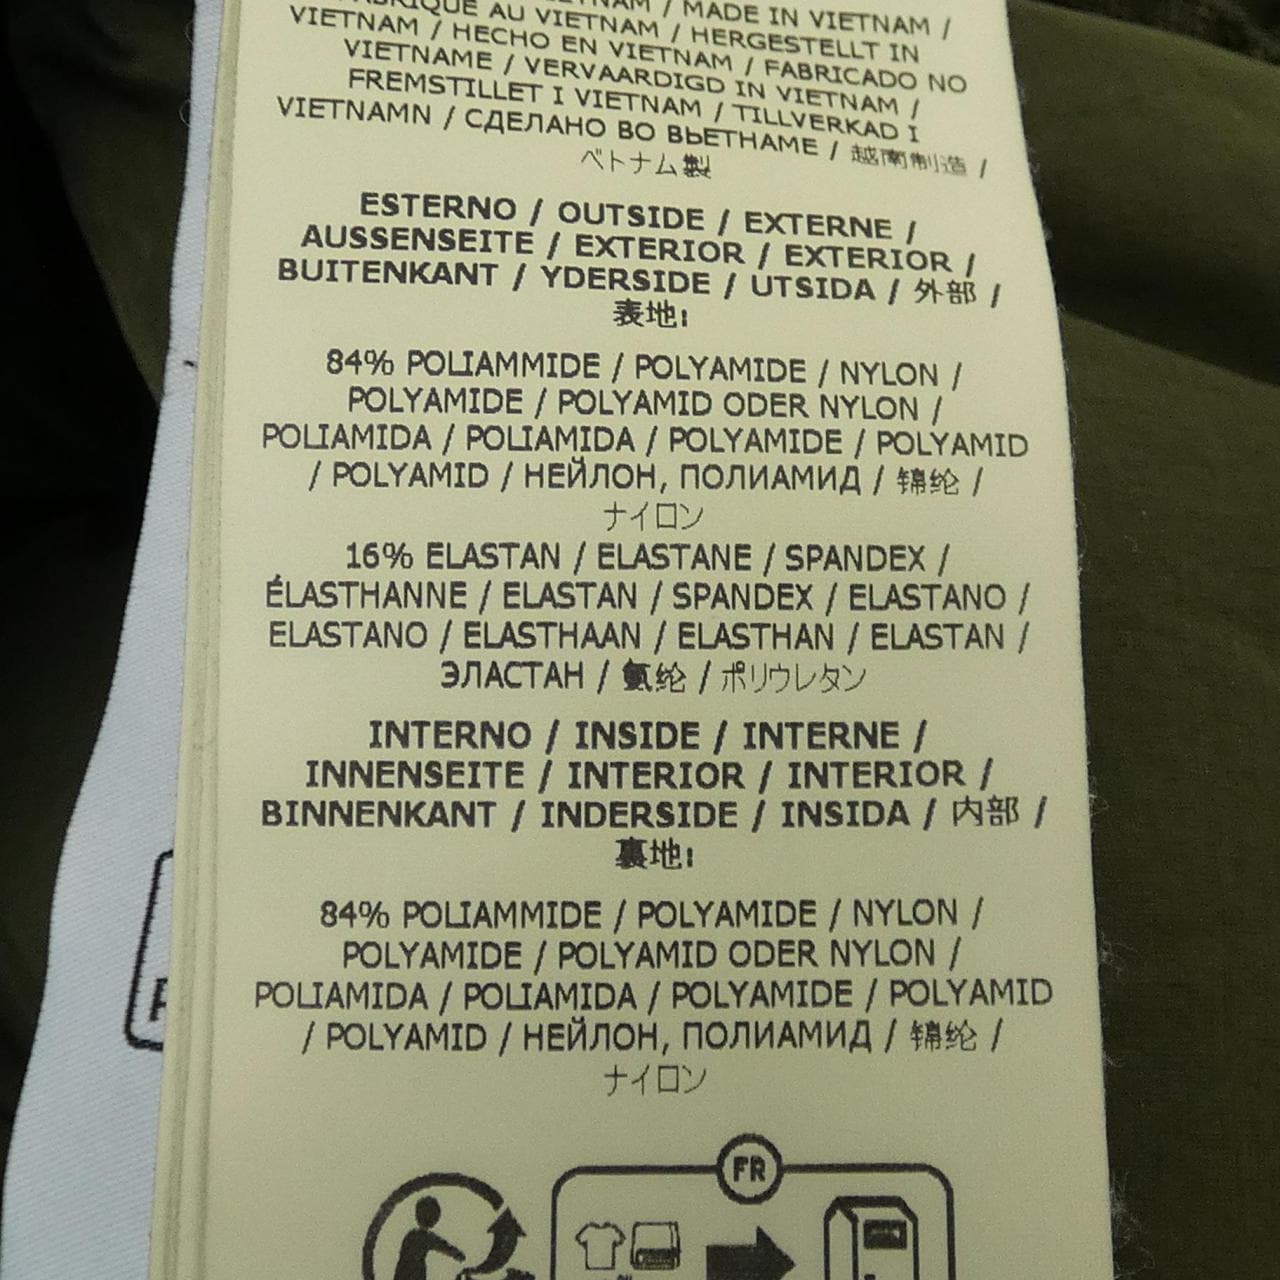 VIETNAM / MADE IN VIETNAM /
FABRIQUÉ AU VIETNAM / HERGESTELLT IN
VIETNAM / HECHO EN VIETNAM / FABRICADO NO
VIETNAME / VERVAARDIGD IN VIETNAM /
FREMSTILLET I VIETNAM / TILLVERKAD I
VIETNAMN / СДЕЛАНО ВО ВЬЕТНАМЕ / 越南制造 /
ベトナム製
ESTERNO / OUTSIDE / EXTERNE /
AUSSENSEITE / EXTERIOR / EXTERIOR /
BUITENKANT / YDERSIDE / UTSIDA / 外部 /
表地:
84% POLIAMMIDE / POLYAMIDE / NYLON /
POLYAMIDE / POLYAMID ODER NYLON /
POLIAMIDA / POLIAMIDA / POLYAMIDE / POLYAMID
/ POLYAMID / НЕЙЛОН, ПОЛИАМИД / 锦纶 /
ナイロン
16% ELASTAN / ELASTANE / SPANDEX /
ÉLASTHANNE / ELASTAN / SPANDEX / ELASTANO /
ELASTANO / ELASTHAAN / ELASTHAN / ELASTAN /
ЭЛАСТАН / 氨纶 / ポリウレタン
INTERNO / INSIDE / INTERNE /
INNENSEITE / INTERIOR / INTERIOR /
BINNENKANT / INDERSIDE / INSIDA / 内部 /
裏地:
84% POLIAMMIDE / POLYAMIDE / NYLON /
POLYAMIDE / POLYAMID ODER NYLON /
POLIAMIDA / POLIAMIDA / POLYAMIDE / POLYAMID
/ POLYAMID / НЕЙЛОН, ПОЛИАМИД / 锦纶 /
ナイロン
FR